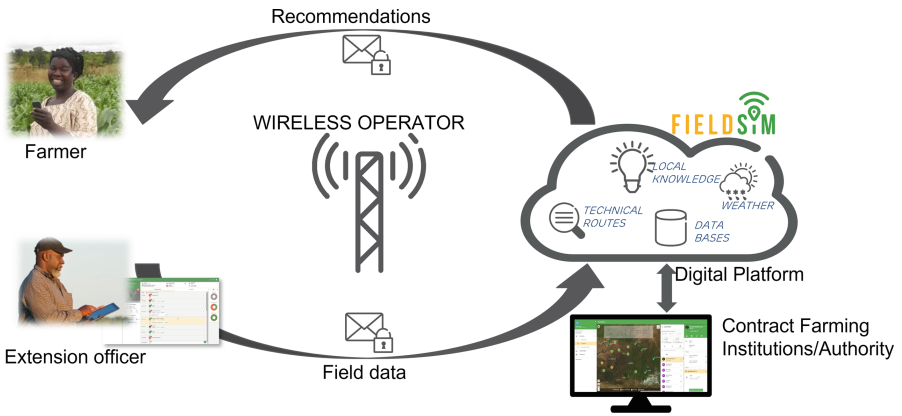 Recommendations
WIRELESS OPERATOR
FIELDSIM
Farmer
LOCAL
KNOWLEDGE
WEATHER
TECHNICAL
ROUTES
DATA
BASES
Digital Platform
Extension officer
Field data
Contract Farming
Institutions/Authority